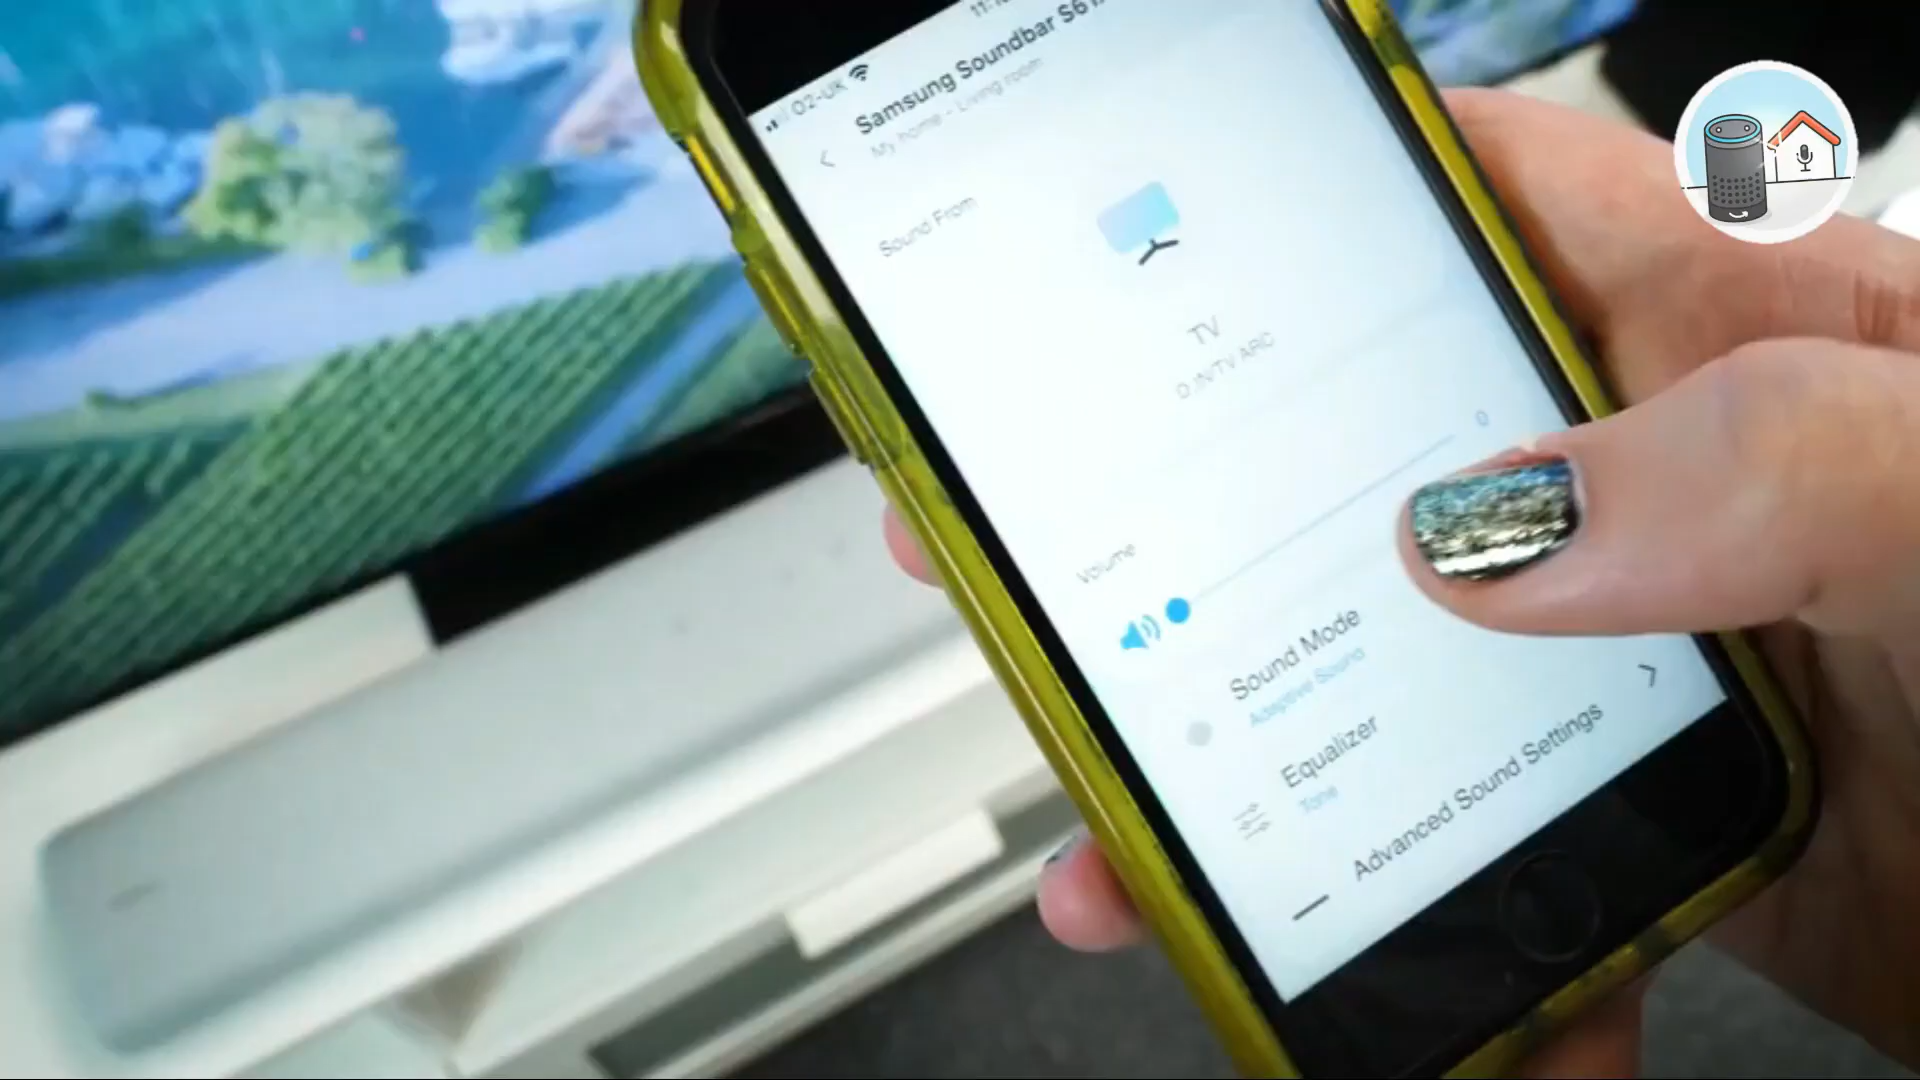 O2-UK
Samsung Soundbar
My home - Living room
Sound From
TV
D.IN/TV ARC
0
Volume
Sound Mode
Adaptive Sound
Equalizer
Tone
Advanced Sound Settings